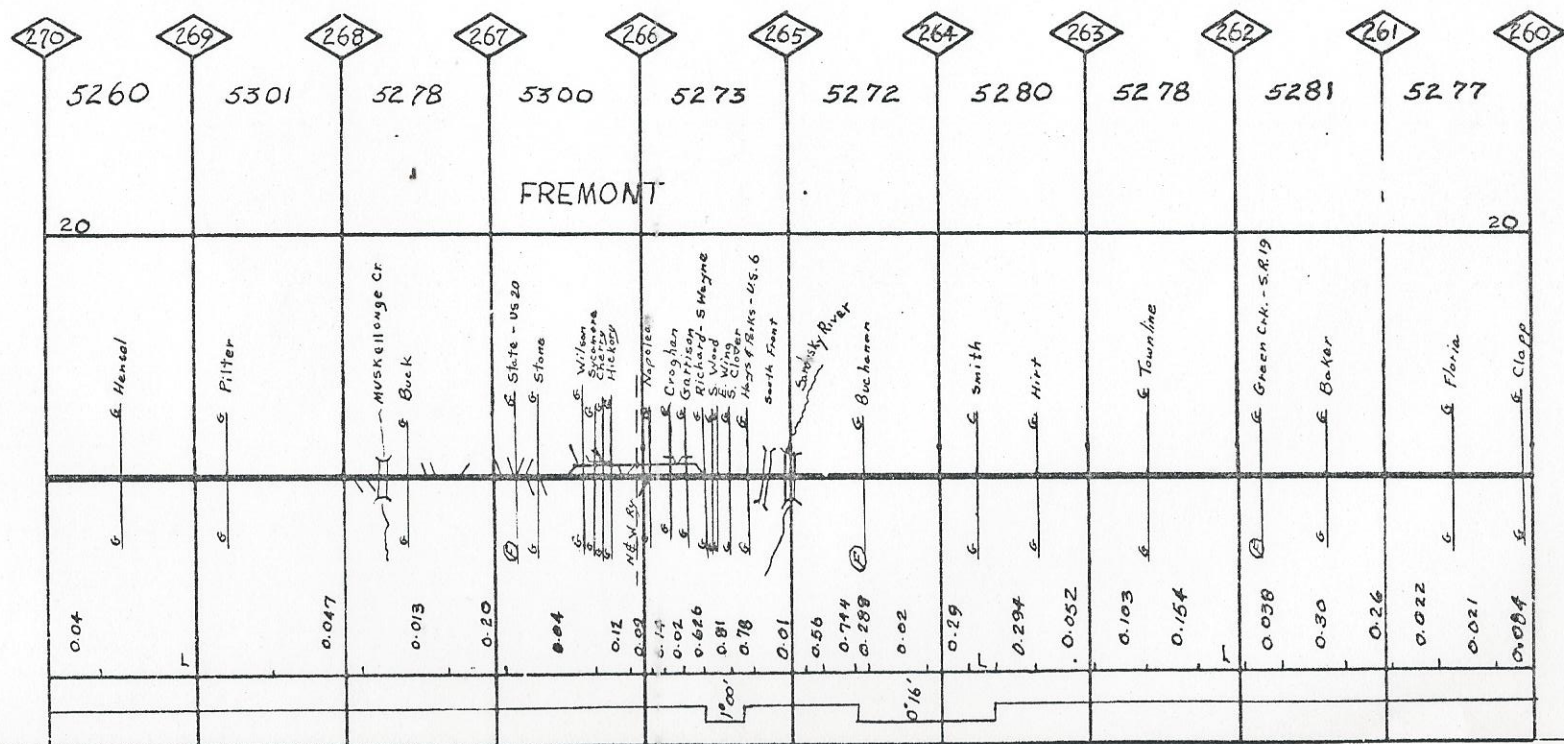 270 269 268 267 266 265 264 263 262 261 260
5260 5301 5278 5300 5273 5272 5280 5278 5281 5277
FREMONT
20 20
G Hensel
G Pilter
Muskellonge Cr.
G Buck
G State - US 20
G Stone
G Wilson
G Sycamore
G Cherry
G Hickory
N&W Ry
Napoleon
G Croghan
G Garrison
G Richard - S Wayne
G S. Wood
E. Wing
G S. Clover
G Hays & Parks - U.S. 6
South Front
Sandusky River
G Buchanan
G Smith
G Hirt
G Townline
G Green Crk. - S.R. 19
G Baker
G Floria
G Clapp
G G G F G G G G G G G G G G G G F G G G F G G G
0.04 0.047 0.013 0.20 0.04 0.12 0.09 0.14 0.02 0.626 0.81 0.78 0.01 0.56 0.744 0.288 0.02 0.29 0.294 0.052 0.103 0.154 0.038 0.30 0.26 0.022 0.021 0.084
1°00' 0°16'